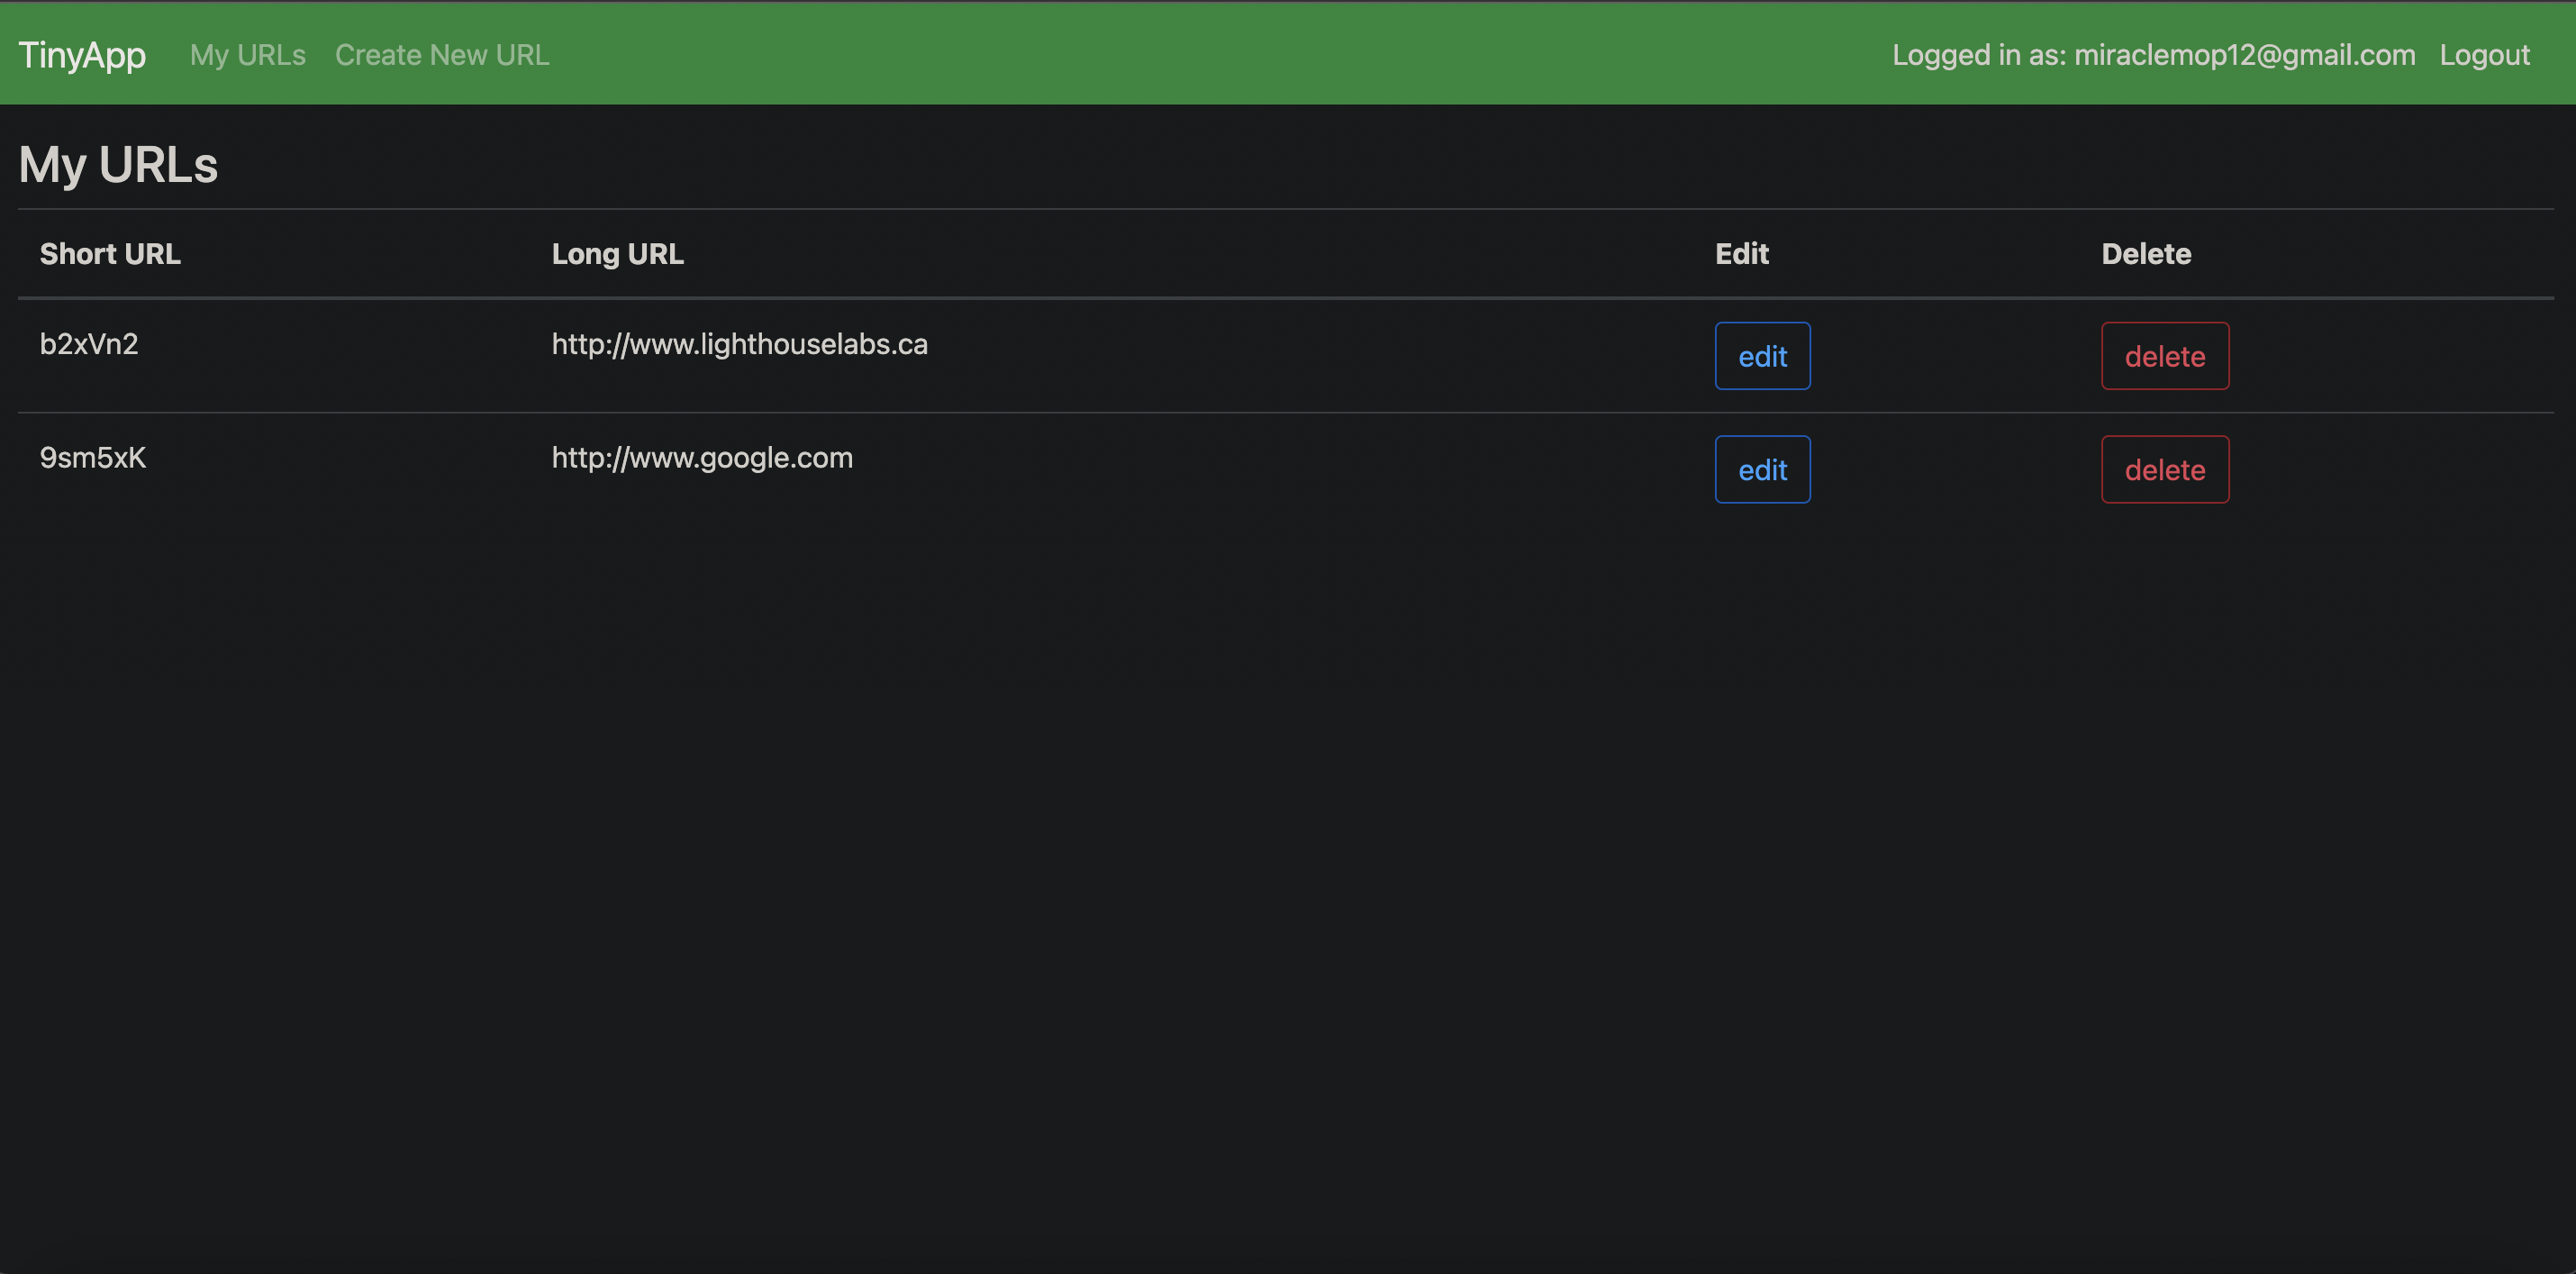 TinyApp My URLs Create New URL Logged in as: miraclemop12@gmail.com Logout
My URLs
Short URL Long URL Edit Delete
b2xVn2 http://www.lighthouselabs.ca edit delete
9sm5xK http://www.google.com edit delete